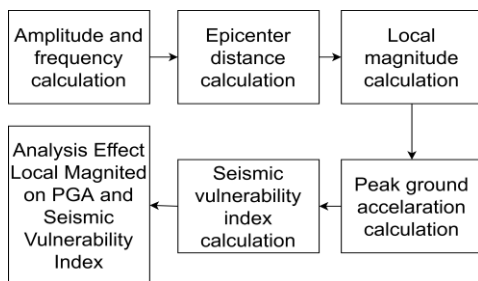 Amplitude and
frequency
calculation
Epicenter
distance
calculation
Local
magnitude
calculation
Peak ground
accelaration
calculation
Seismic
vulnerability
index
calculation
Analysis Effect
Local Magnited
on PGA and
Seismic
Vulnerability
Index